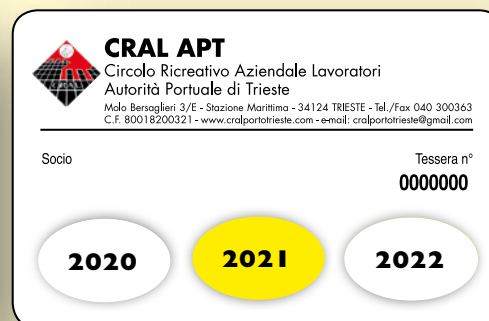 CRAL APT
Circolo Ricreativo Aziendale Lavoratori
Autorità Portuale di Trieste
Molo Bersaglieri 3/E - Stazione Marittima - 34124 TRIESTE - Tel./Fax 040 300363
C.F. 80018200321 - www.cralportotrieste.com - e-mail: cralportotrieste@gmail.com
Socio Tessera n°
0000000
2020 2021 2022